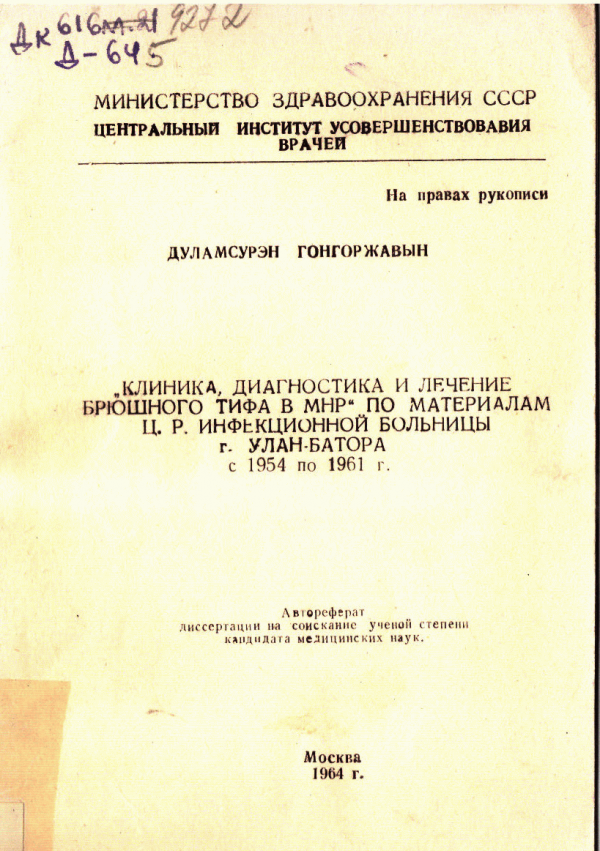 Дк 616 9272
Д-645
МИНИСТЕРСТВО ЗДРАВООХРАНЕНИЯ СССР
ЦЕНТРАЛЬНЫЙ ИНСТИТУТ УСОВЕРШЕНСТВОВАВИЯ
ВРАЧЕЙ
На правах рукописи
ДУЛАМСУРЭН ГОНГОРЖАВЫН
„КЛИНИКА, ДИАГНОСТИКА И ЛЕЧЕНИЕ
БРЮШНОГО ТИФА В МНР“ ПО МАТЕРИАЛАМ
Ц. Р. ИНФЕКЦИОННОЙ БОЛЬНИЦЫ
г. УЛАН-БАТОРА
с 1954 по 1961 г.
Автореферат
диссертации на соискание ученой степени
кандидата медицинских наук.
Москва
1964 г.